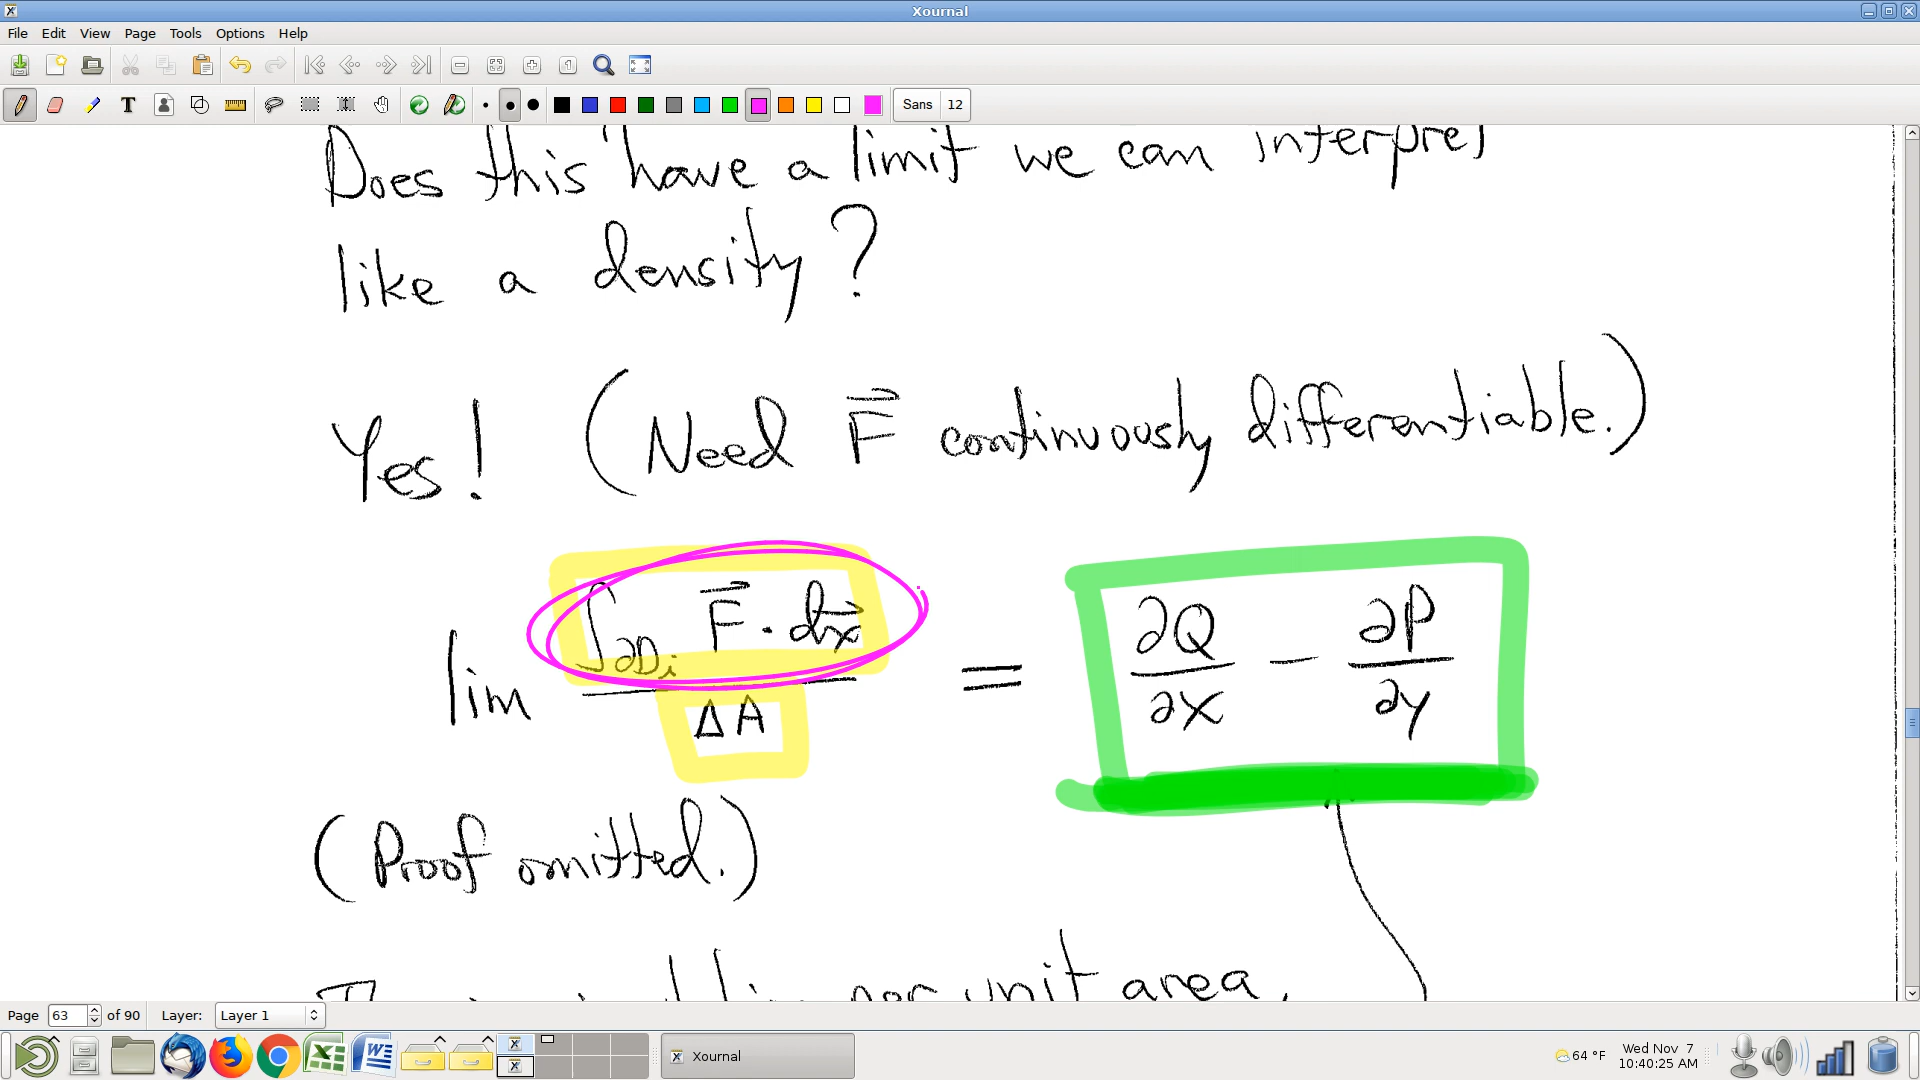 Xournal
File Edit View Page Tools Options Help
Sans 12
Does this have a limit we can interpret
like a density?
Yes! (Need F⃗ continuously differentiable.)
lim ∫_{∂D_i} F⃗ · dx⃗ / ΔA = ∂Q/∂x − ∂P/∂y
(Proof omitted.)
per unit area,
Page 63 of 90 Layer: Layer 1
Xournal
64 °F
Wed Nov 7
10:40:25 AM